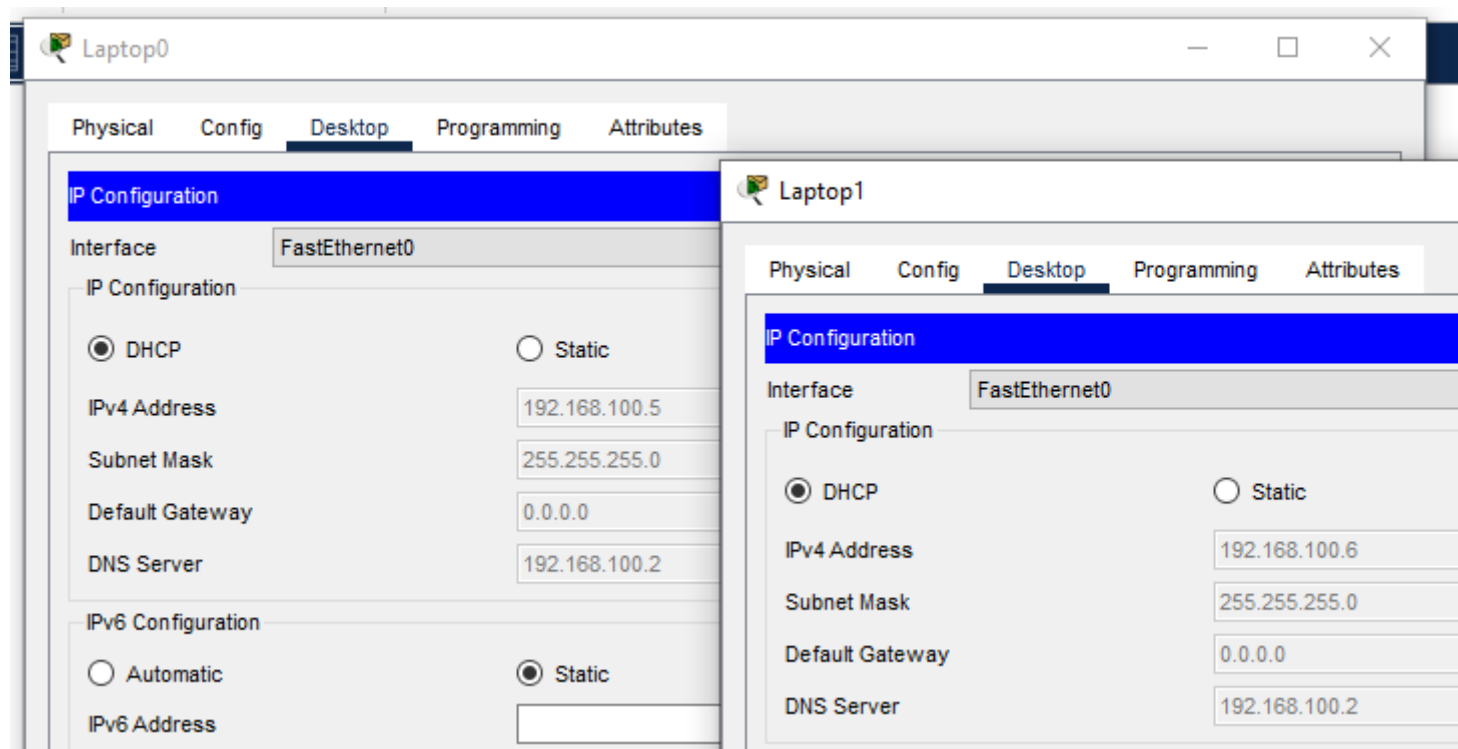 Laptop0
Physical Config Desktop Programming Attributes
IP Configuration
Interface FastEthernet0
IP Configuration
DHCP Static
IPv4 Address 192.168.100.5
Subnet Mask 255.255.255.0
Default Gateway 0.0.0.0
DNS Server 192.168.100.2
IPv6 Configuration
Automatic Static
IPv6 Address
Laptop1
Physical Config Desktop Programming Attributes
IP Configuration
Interface FastEthernet0
IP Configuration
DHCP Static
IPv4 Address 192.168.100.6
Subnet Mask 255.255.255.0
Default Gateway 0.0.0.0
DNS Server 192.168.100.2